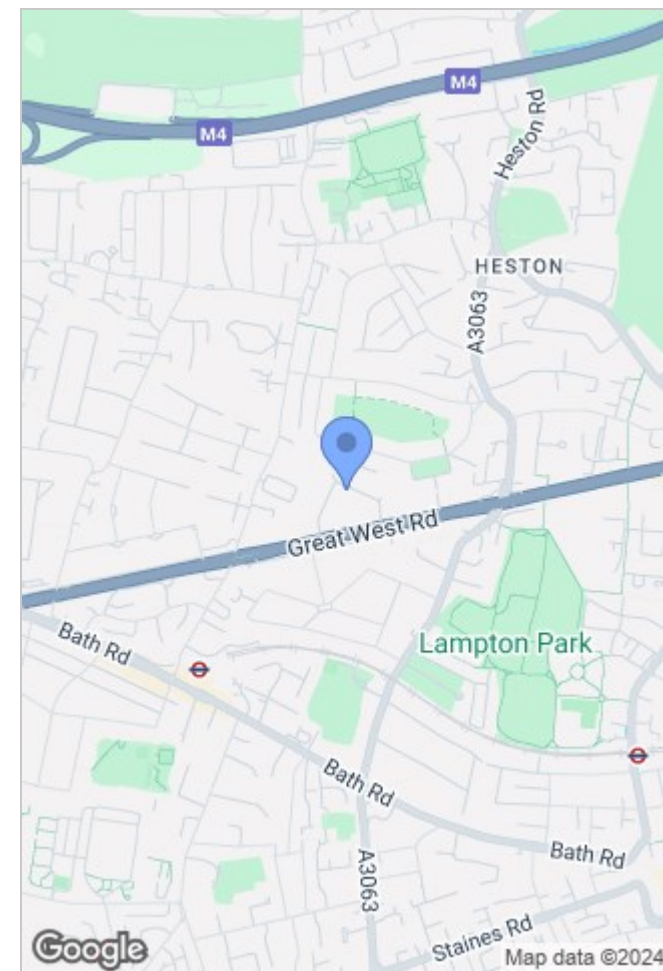 M4
M4
Heston Rd
HESTON
A3063
Great West Rd
Bath Rd
Lampton Park
Bath Rd
Bath Rd
A3063
Staines Rd
Google
Map data ©2024